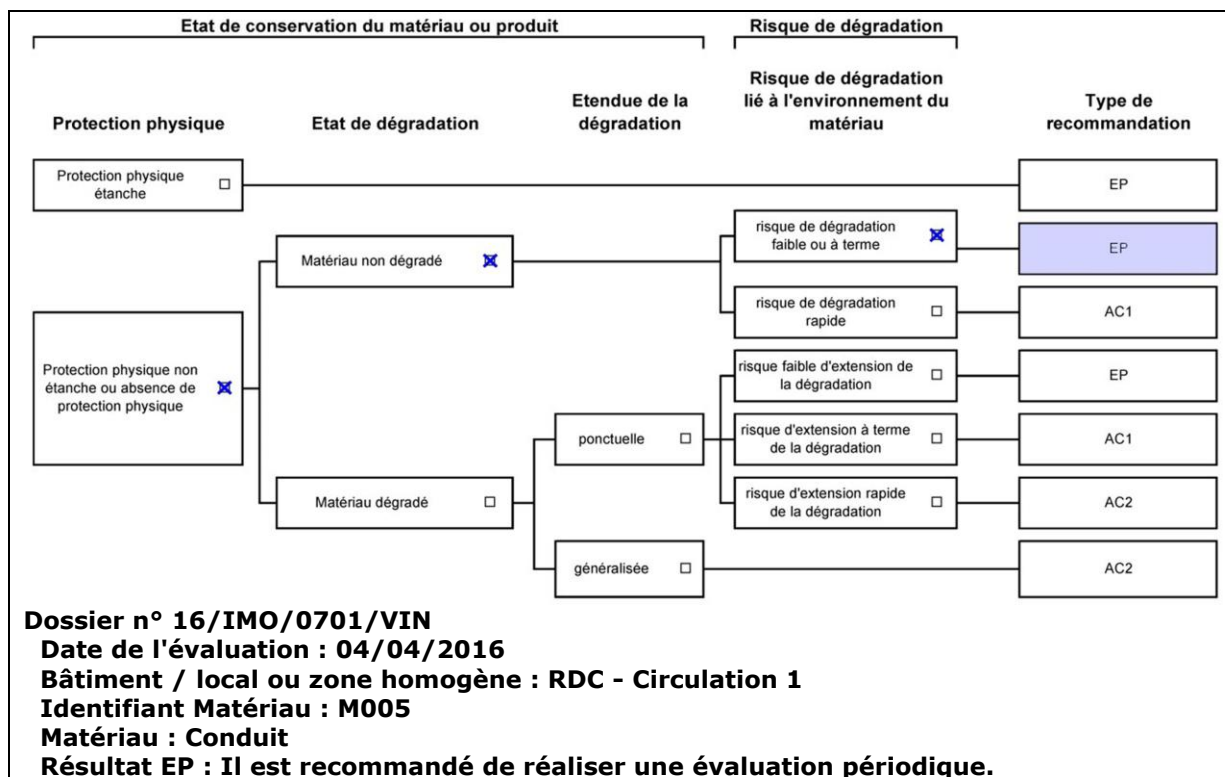 Etat de conservation du matériau ou produit
Risque de dégradation
Protection physique
Etat de dégradation
Etendue de la
dégradation
Risque de dégradation
lié à l'environnement du
matériau
Type de
recommandation
Protection physique
étanche
EP
risque de dégradation
faible ou à terme
EP
Matériau non dégradé
risque de dégradation
rapide
AC1
Protection physique non
étanche ou absence de
protection physique
risque faible d'extension de
la dégradation
EP
ponctuelle
risque d'extension à terme
de la dégradation
AC1
Matériau dégradé
risque d'extension rapide
de la dégradation
AC2
généralisée
AC2
Dossier n° 16/IMO/0701/VIN
Date de l'évaluation : 04/04/2016
Bâtiment / local ou zone homogène : RDC - Circulation 1
Identifiant Matériau : M005
Matériau : Conduit
Résultat EP : Il est recommandé de réaliser une évaluation périodique.